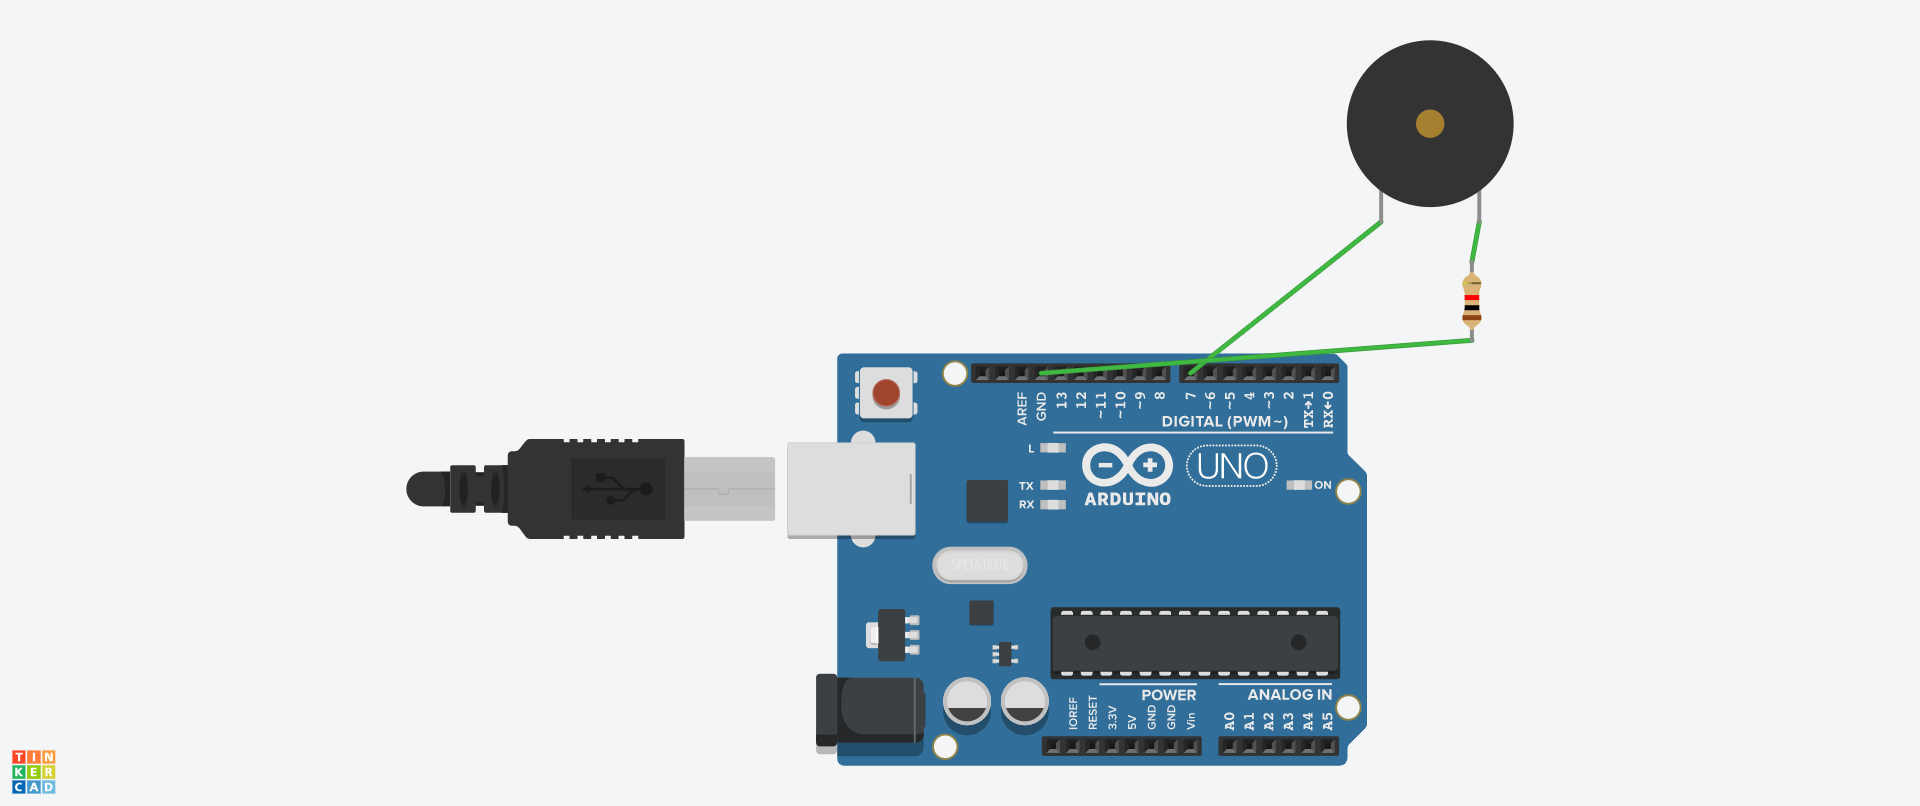 AREF
GND
13
12
~11
~10
~9
8
7
~6
~5
4
~3
2
TX→1
RX←0
DIGITAL (PWM~)
L
TX
RX
UNO
ON
ARDUINO
SPK16.000G
POWER
ANALOG IN
IOREF
RESET
3.3V
5V
GND
GND
Vin
A0
A1
A2
A3
A4
A5
TIN
KER
CAD